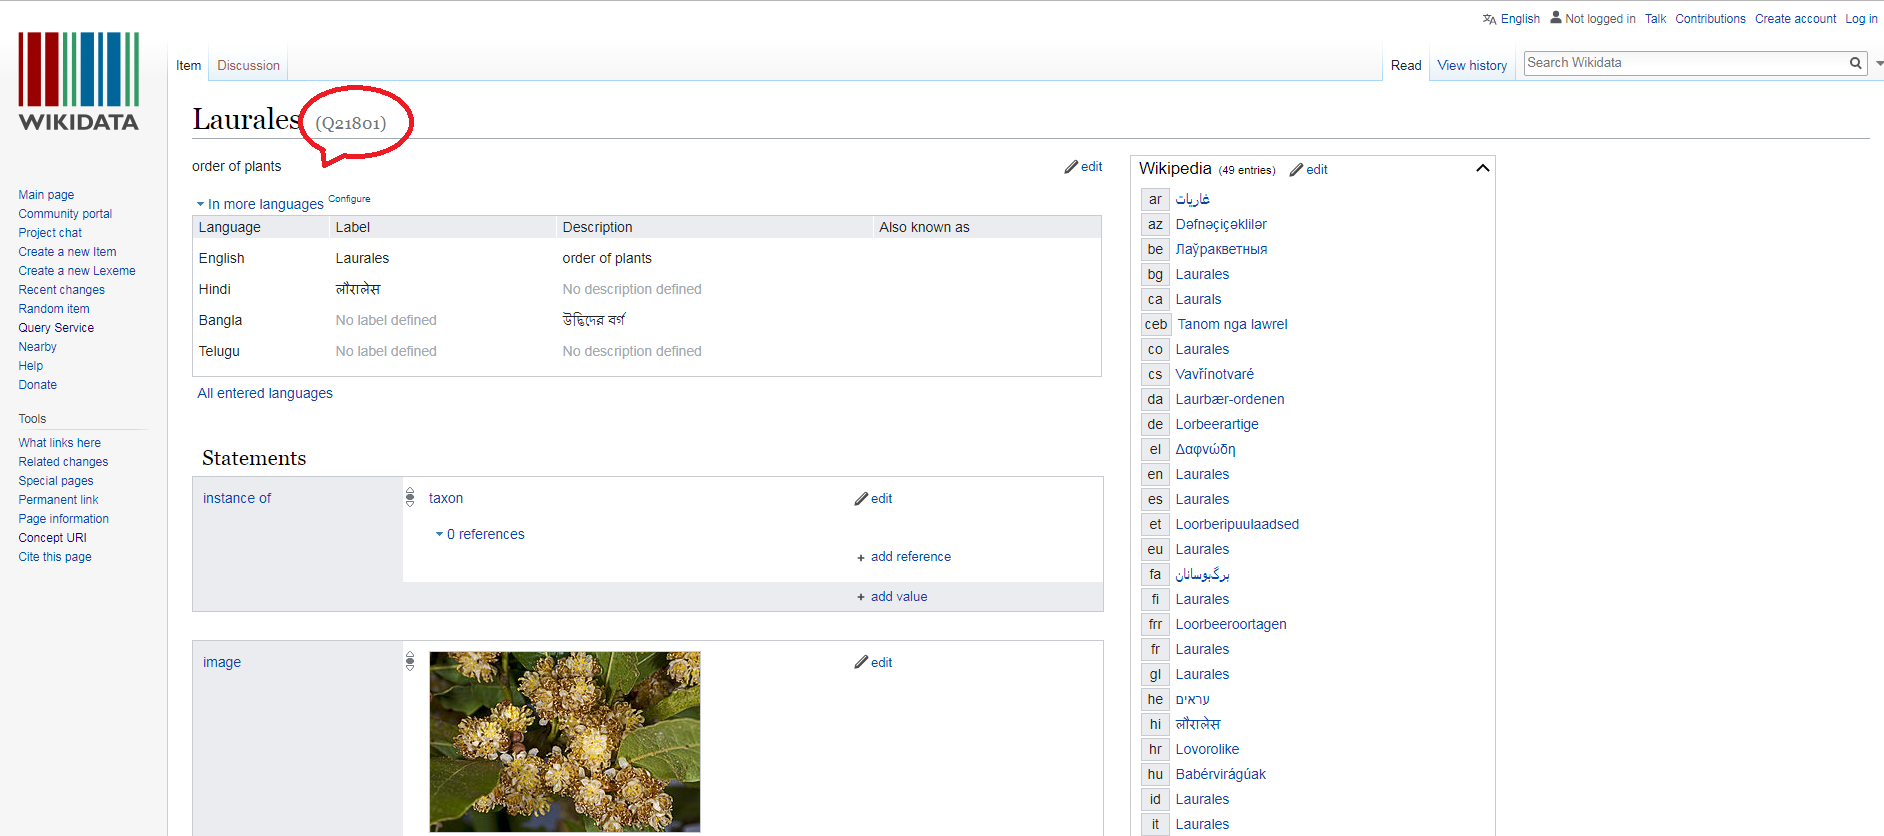 English Not logged in Talk Contributions Create account Log in
WIKIDATA
Item Discussion
Read View history Search Wikidata
Laurales (Q21801)
order of plants
edit
In more languages Configure
Language Label Description Also known as
English Laurales order of plants
Hindi लौरालेस No description defined
Bangla No label defined উদ্ভিদের বর্গ
Telugu No label defined No description defined
All entered languages
Statements
instance of taxon edit
0 references
+ add reference
+ add value
image edit
Main page
Community portal
Project chat
Create a new Item
Create a new Lexeme
Recent changes
Random item
Query Service
Nearby
Help
Donate
Tools
What links here
Related changes
Special pages
Permanent link
Page information
Concept URI
Cite this page
Wikipedia (49 entries) edit
ar غاريات
az Dəfnəçiçəklilər
be Лаўракветныя
bg Laurales
ca Laurals
ceb Tanom nga lawrel
co Laurales
cs Vavřínotvaré
da Laurbær-ordenen
de Lorbeerartige
el Δαφνώδη
en Laurales
es Laurales
et Loorberipuulaadsed
eu Laurales
fa برگ‌بوسانان
fi Laurales
frr Loorbeeroortagen
fr Laurales
gl Laurales
he עראים
hi लौरालेस
hr Lovorolike
hu Babérvirágúak
id Laurales
it Laurales